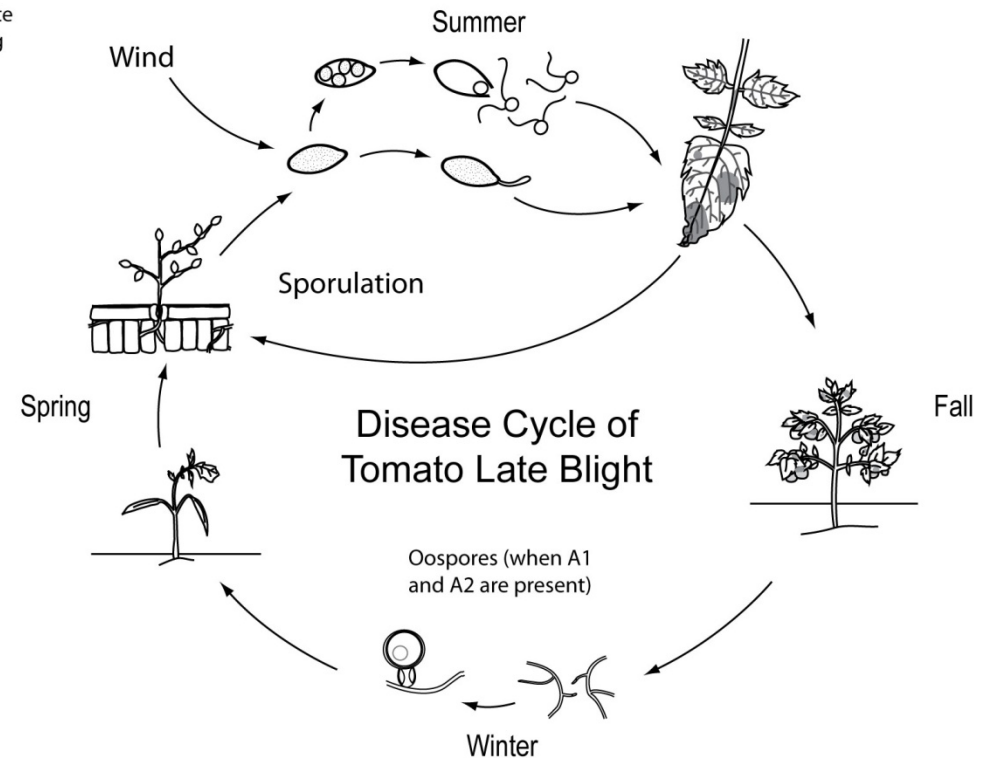 Summer
Wind
Sporulation
Spring
Disease Cycle of
Tomato Late Blight
Fall
Oospores (when A1
and A2 are present)
Winter